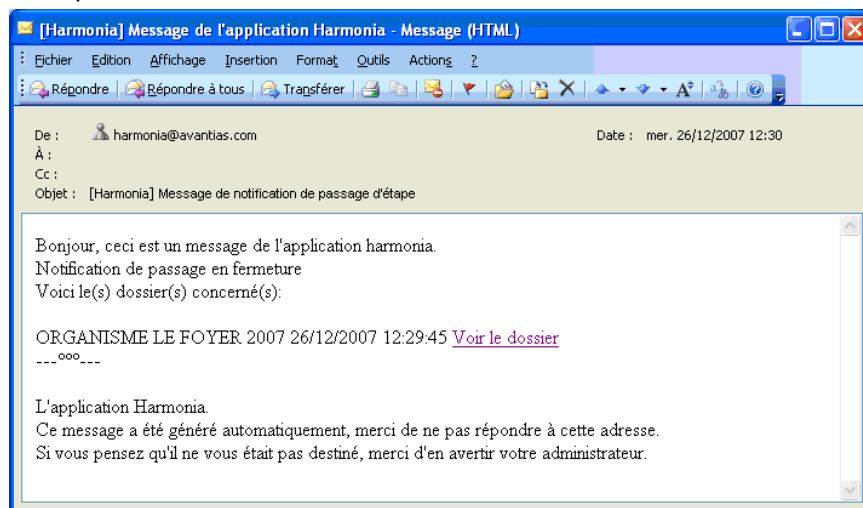 [Harmonia] Message de l'application Harmonia - Message (HTML)
Fichier Edition Affichage Insertion Format Outils Actions ?
Répondre Répondre à tous Transférer
De : harmonia@avantias.com Date : mer. 26/12/2007 12:30
À :
Cc :
Objet : [Harmonia] Message de notification de passage d'étape
Bonjour, ceci est un message de l'application harmonia.
Notification de passage en fermeture
Voici le(s) dossier(s) concerné(s):
ORGANISME LE FOYER 2007 26/12/2007 12:29:45 Voir le dossier
---ººº---
L'application Harmonia.
Ce message a été généré automatiquement, merci de ne pas répondre à cette adresse.
Si vous pensez qu'il ne vous était pas destiné, merci d'en avertir votre administrateur.